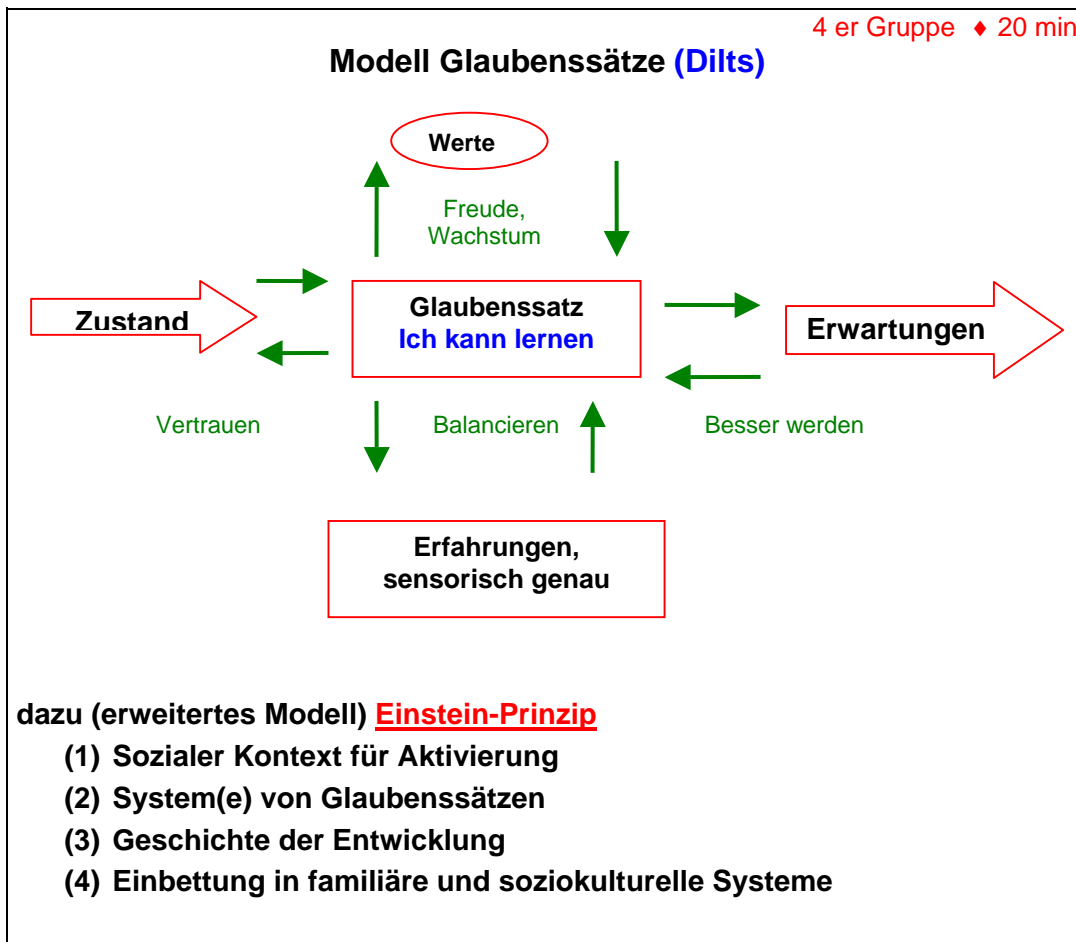 4 er Gruppe ♦ 20 min
Modell Glaubenssätze (Dilts)
Werte
Freude,
Wachstum
Zustand
Glaubenssatz
Ich kann lernen
Erwartungen
Vertrauen
Balancieren
Besser werden
Erfahrungen,
sensorisch genau
dazu (erweitertes Modell) Einstein-Prinzip
(1) Sozialer Kontext für Aktivierung
(2) System(e) von Glaubenssätzen
(3) Geschichte der Entwicklung
(4) Einbettung in familiäre und soziokulturelle Systeme